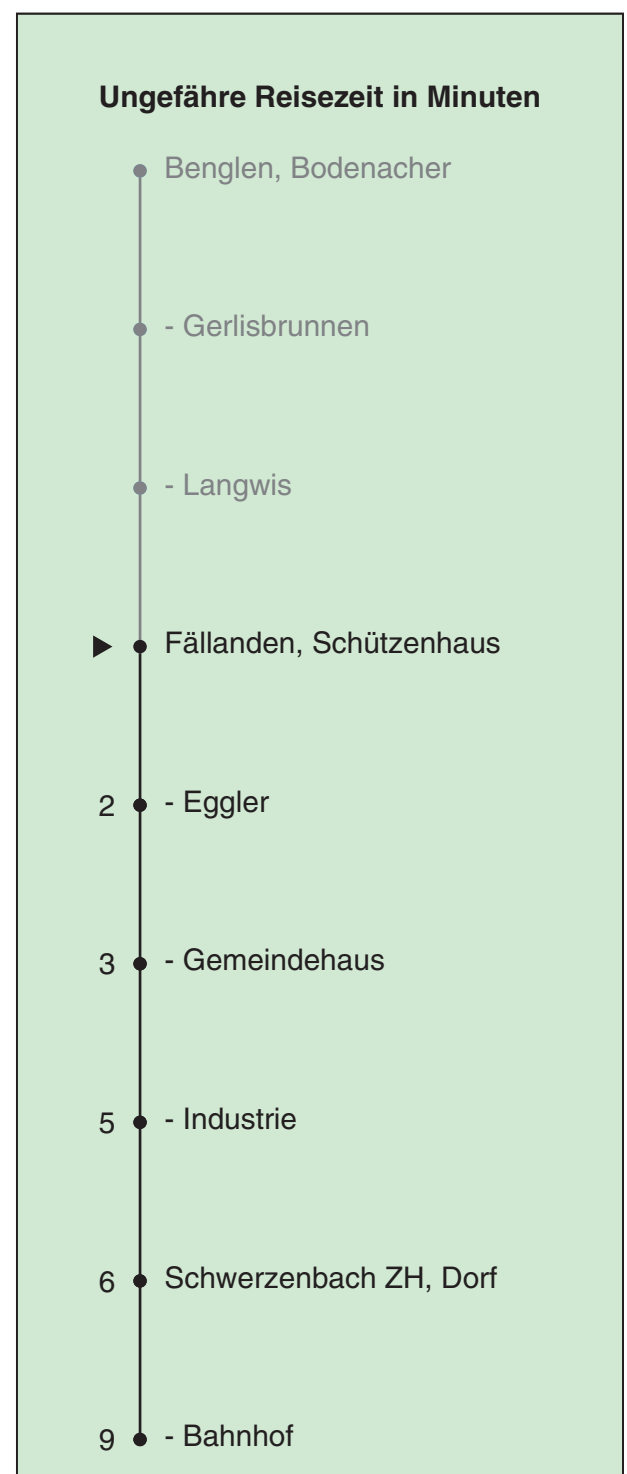 Ungefähre Reisezeit in Minuten
Benglen, Bodenacher
- Gerlisbrunnen
- Langwis
Fällanden, Schützenhaus
2 - Eggler
3 - Gemeindehaus
5 - Industrie
6 Schwerzenbach ZH, Dorf
9 - Bahnhof